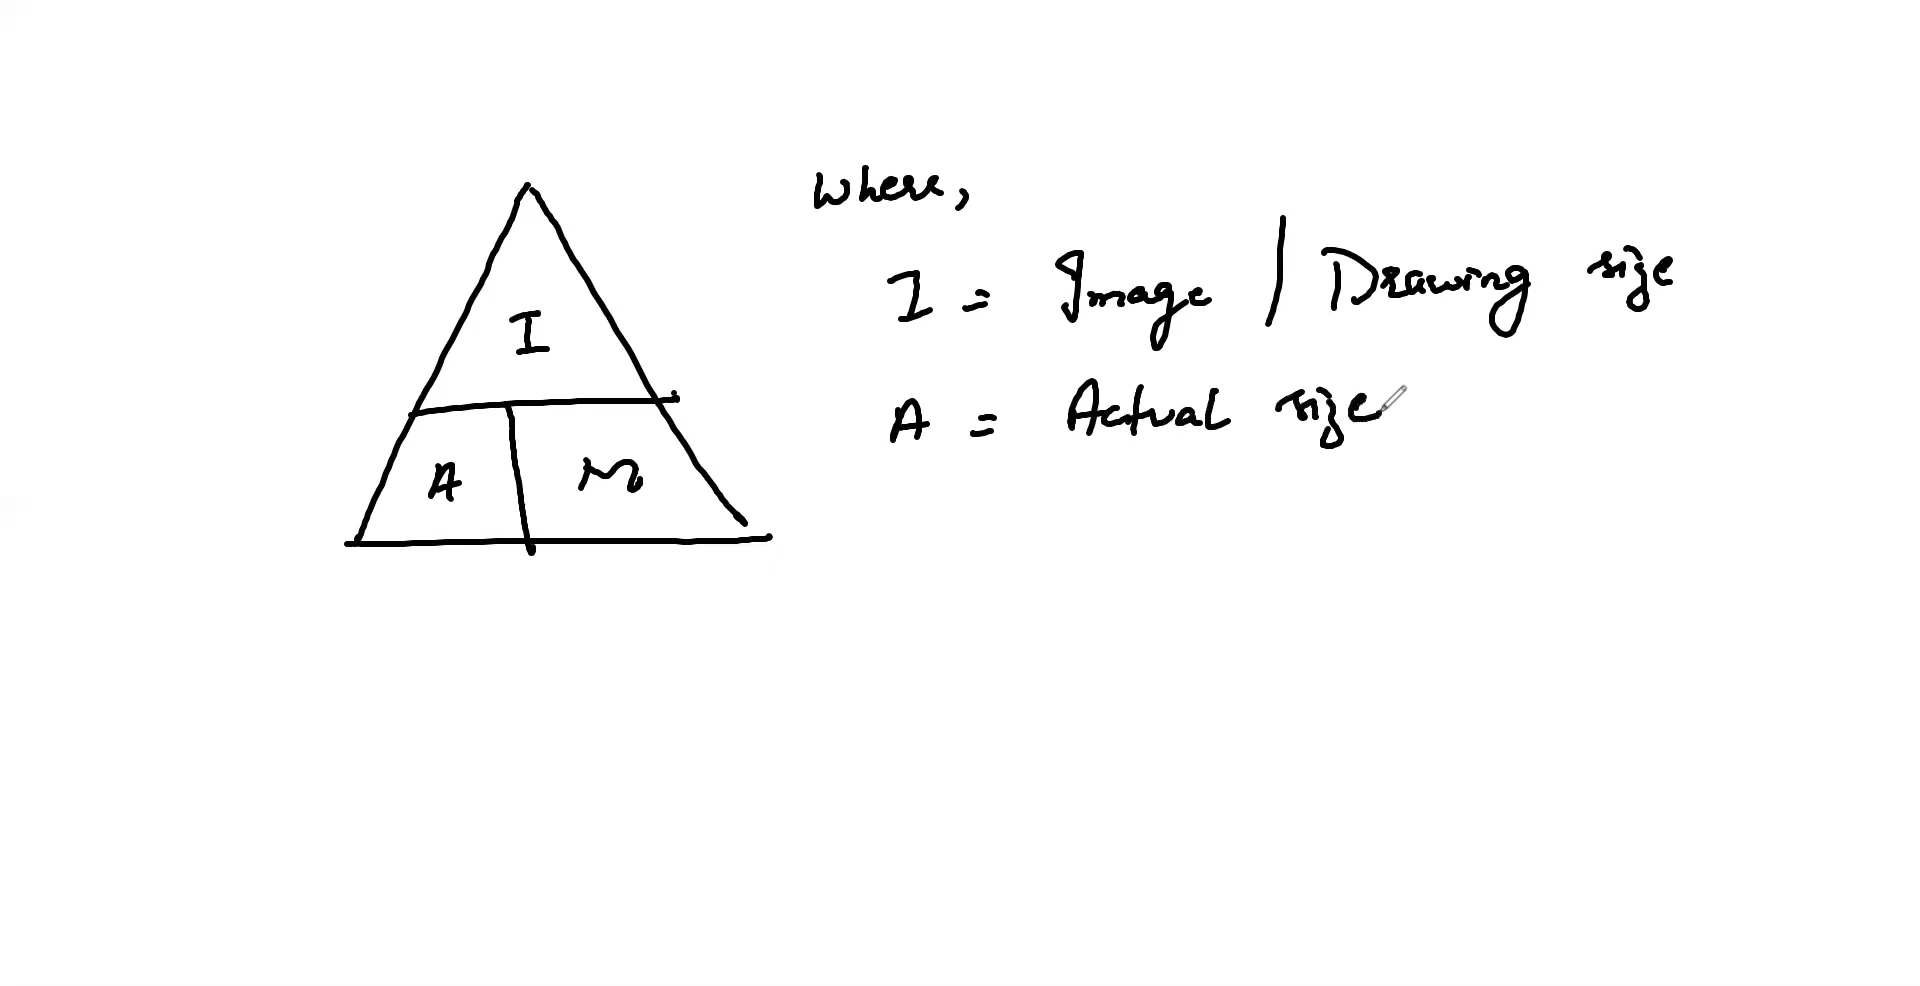 I
A M
where,
I = Image / Drawing size
A = Actual size